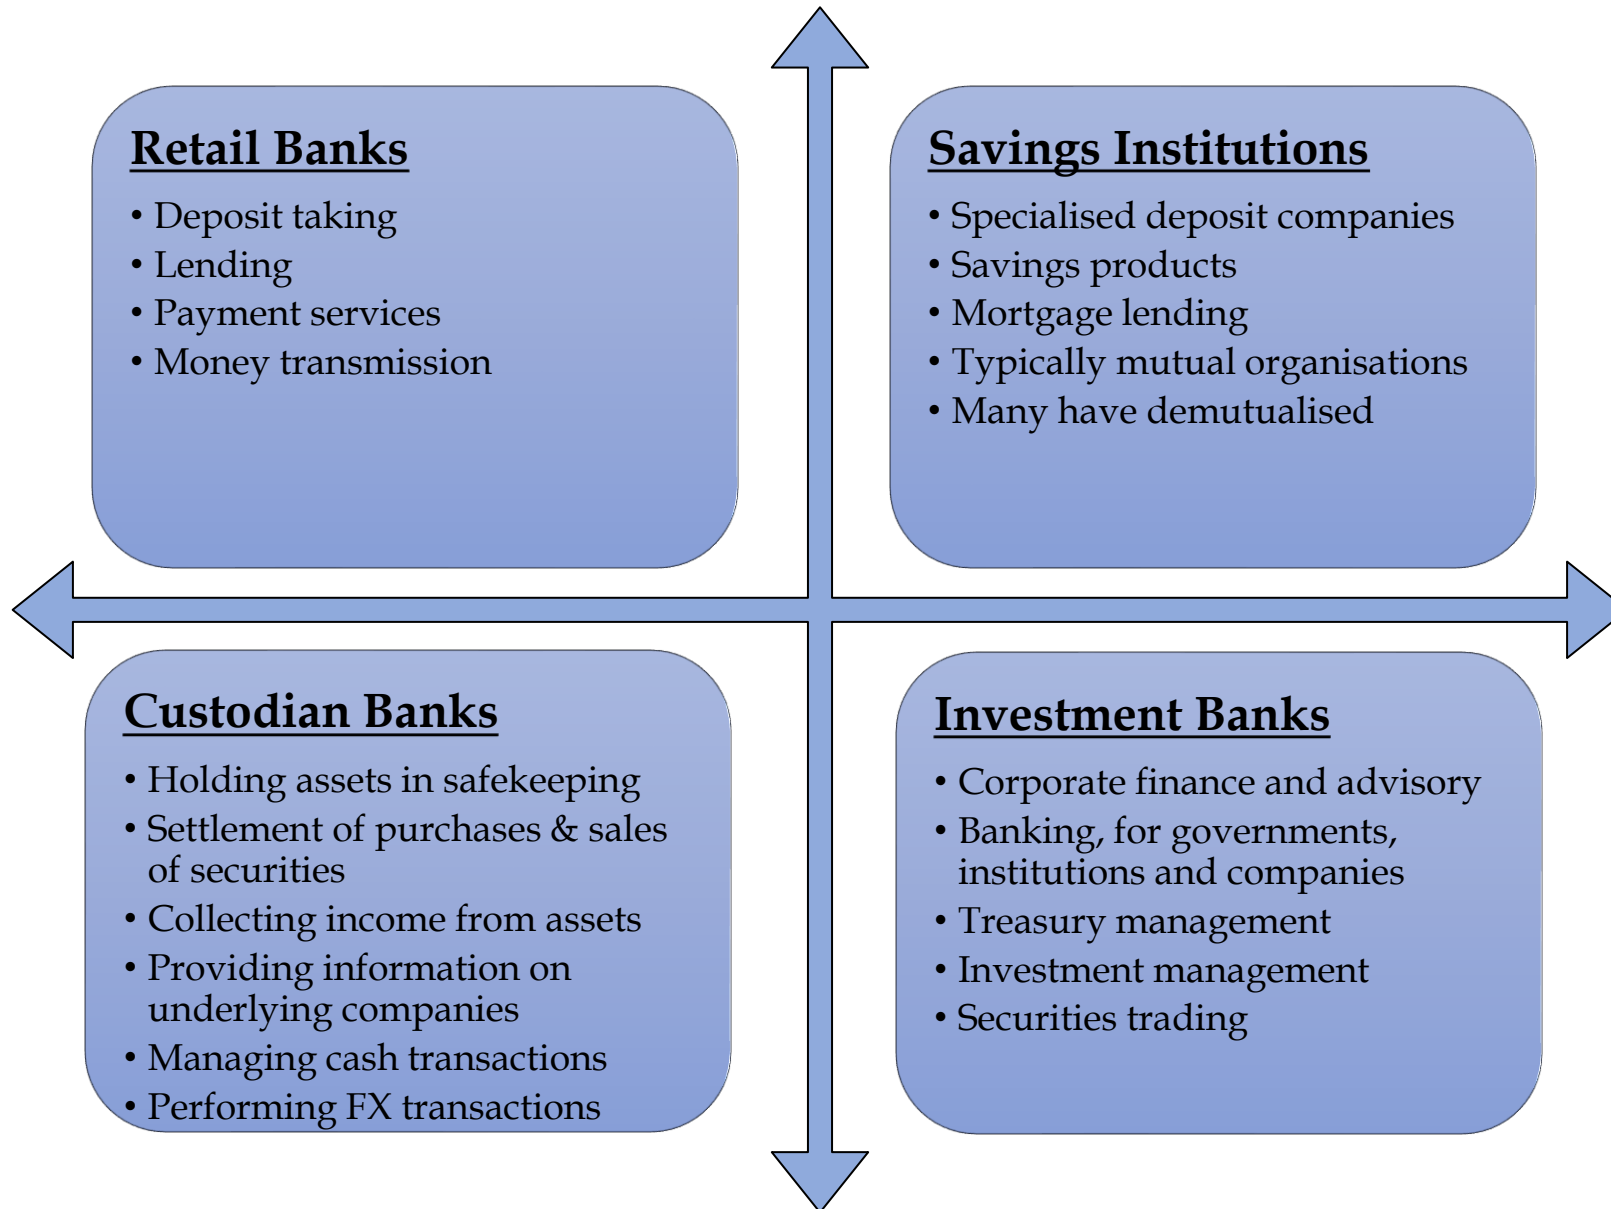 Retail Banks
• Deposit taking
• Lending
• Payment services
• Money transmission
Savings Institutions
• Specialised deposit companies
• Savings products
• Mortgage lending
• Typically mutual organisations
• Many have demutualised
Custodian Banks
• Holding assets in safekeeping
• Settlement of purchases & sales
of securities
• Collecting income from assets
• Providing information on
underlying companies
• Managing cash transactions
• Performing FX transactions
Investment Banks
• Corporate finance and advisory
• Banking, for governments,
institutions and companies
• Treasury management
• Investment management
• Securities trading